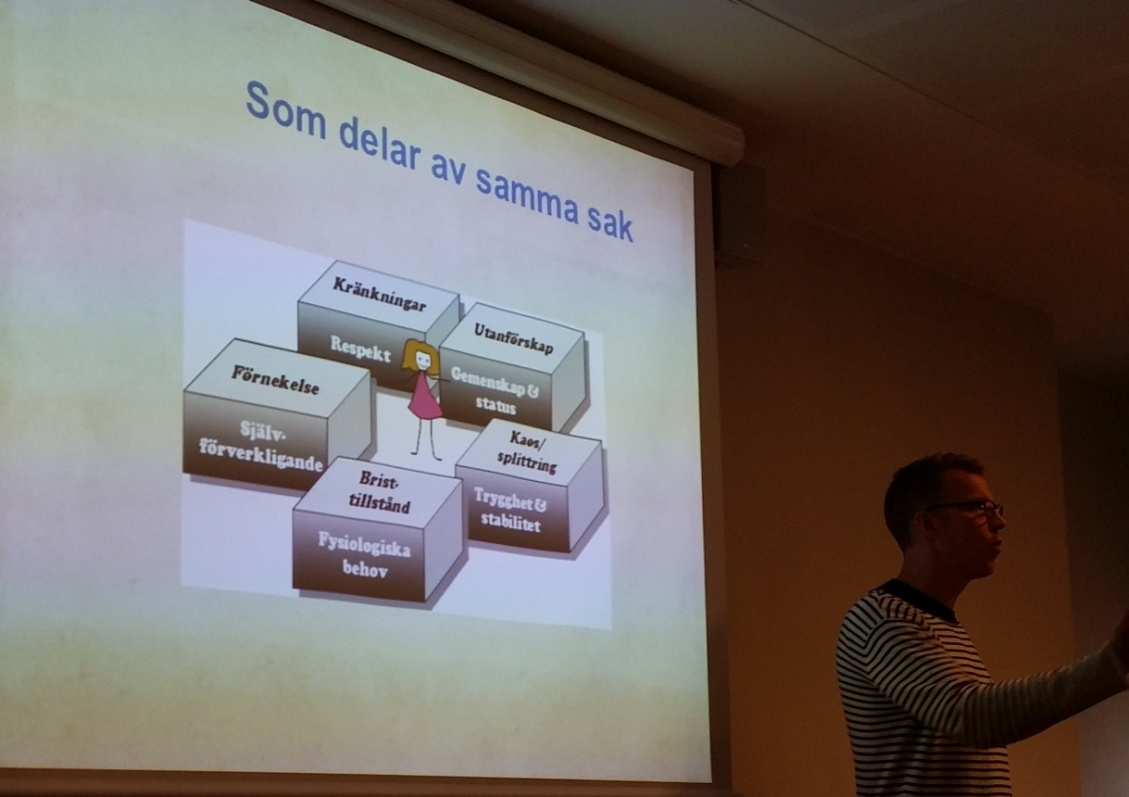 Som delar av samma sak
Kränkningar
Respekt
Utanförskap
Gemenskap &
status
Förnekelse
Själv-
förverkligande
Kaos/
splittring
Trygghet &
stabilitet
Brist-
tillstånd
Fysiologiska
behov